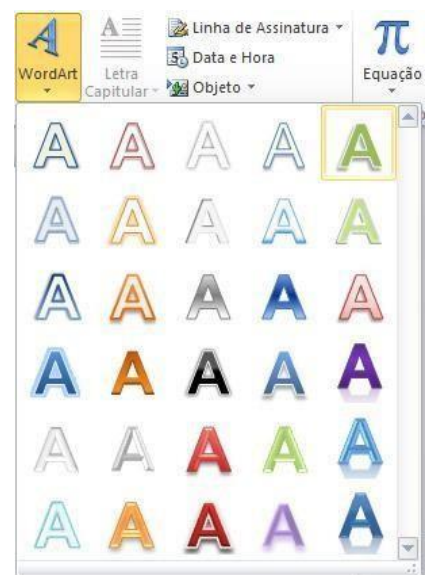 WordArt
Letra
Capitular
Linha de Assinatura
Data e Hora
Objeto
π
Equação
A A A A A
A A A A A
A A A A A
A A A A A
A A A A A
A A A A A